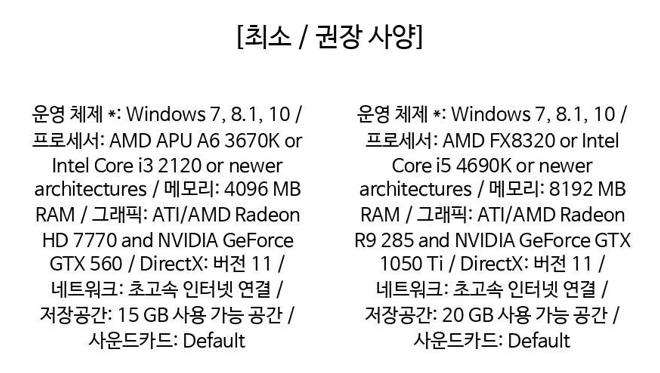 [최소 / 권장 사양]
운영 체제 *: Windows 7, 8.1, 10 /
프로세서: AMD APU A6 3670K or
Intel Core i3 2120 or newer
architectures / 메모리: 4096 MB
RAM / 그래픽: ATI/AMD Radeon
HD 7770 and NVIDIA GeForce
GTX 560 / DirectX: 버전 11 /
네트워크: 초고속 인터넷 연결 /
저장공간: 15 GB 사용 가능 공간 /
사운드카드: Default
운영 체제 *: Windows 7, 8.1, 10 /
프로세서: AMD FX8320 or Intel
Core i5 4690K or newer
architectures / 메모리: 8192 MB
RAM / 그래픽: ATI/AMD Radeon
R9 285 and NVIDIA GeForce GTX
1050 Ti / DirectX: 버전 11 /
네트워크: 초고속 인터넷 연결 /
저장공간: 20 GB 사용 가능 공간 /
사운드카드: Default